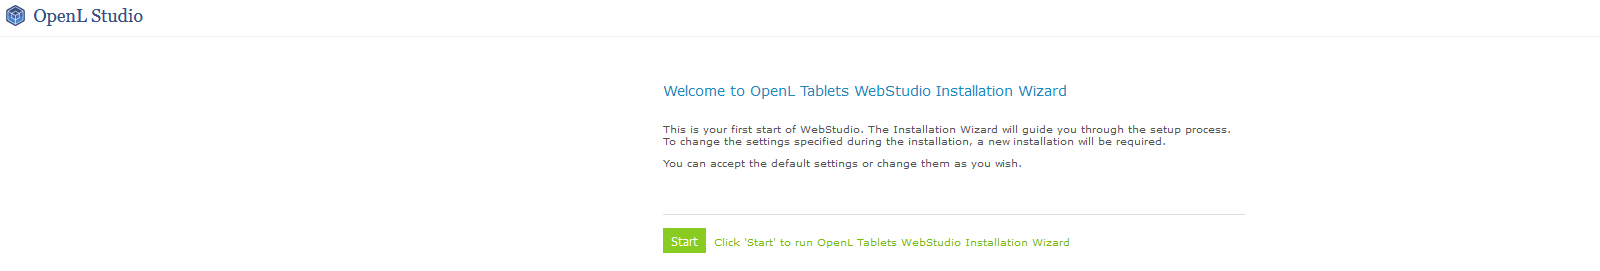 OpenL Studio
Welcome to OpenL Tablets WebStudio Installation Wizard
This is your first start of WebStudio. The Installation Wizard will guide you through the setup process.
To change the settings specified during the installation, a new installation will be required.
You can accept the default settings or change them as you wish.
Start Click 'Start' to run OpenL Tablets WebStudio Installation Wizard